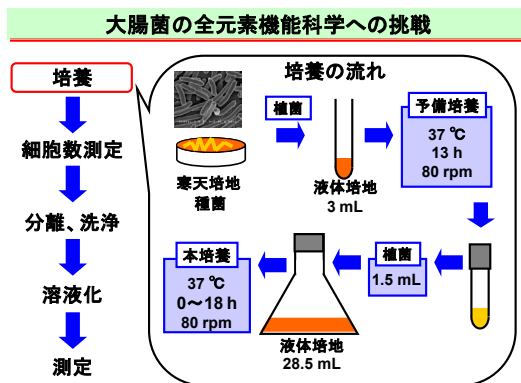 大腸菌の全元素機能科学への挑戦
培養
細胞数測定
分離、洗浄
溶液化
測定
培養の流れ
寒天培地
種菌
植菌
液体培地
3 mL
予備培養
37 ℃
13 h
80 rpm
植菌
1.5 mL
液体培地
28.5 mL
本培養
37 ℃
0～18 h
80 rpm